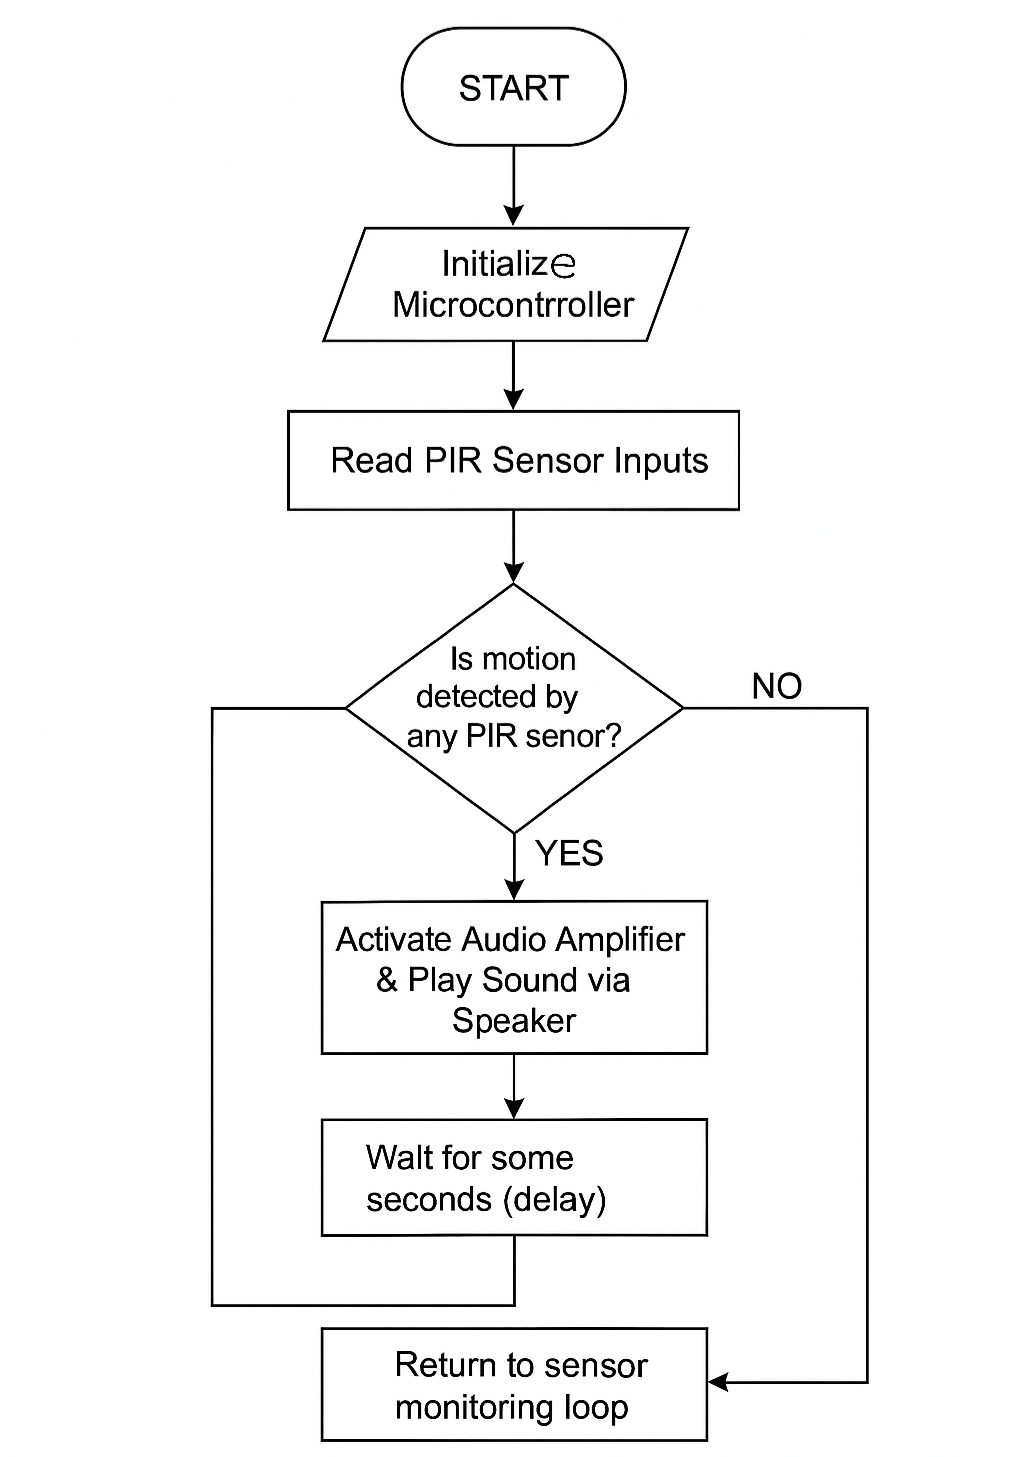 START
Initialize
Microcontrroller
Read PIR Sensor Inputs
Is motion
detected by
any PIR senor?
NO
YES
Activate Audio Amplifier
& Play Sound via
Speaker
Walt for some
seconds (delay)
Return to sensor
monitoring loop